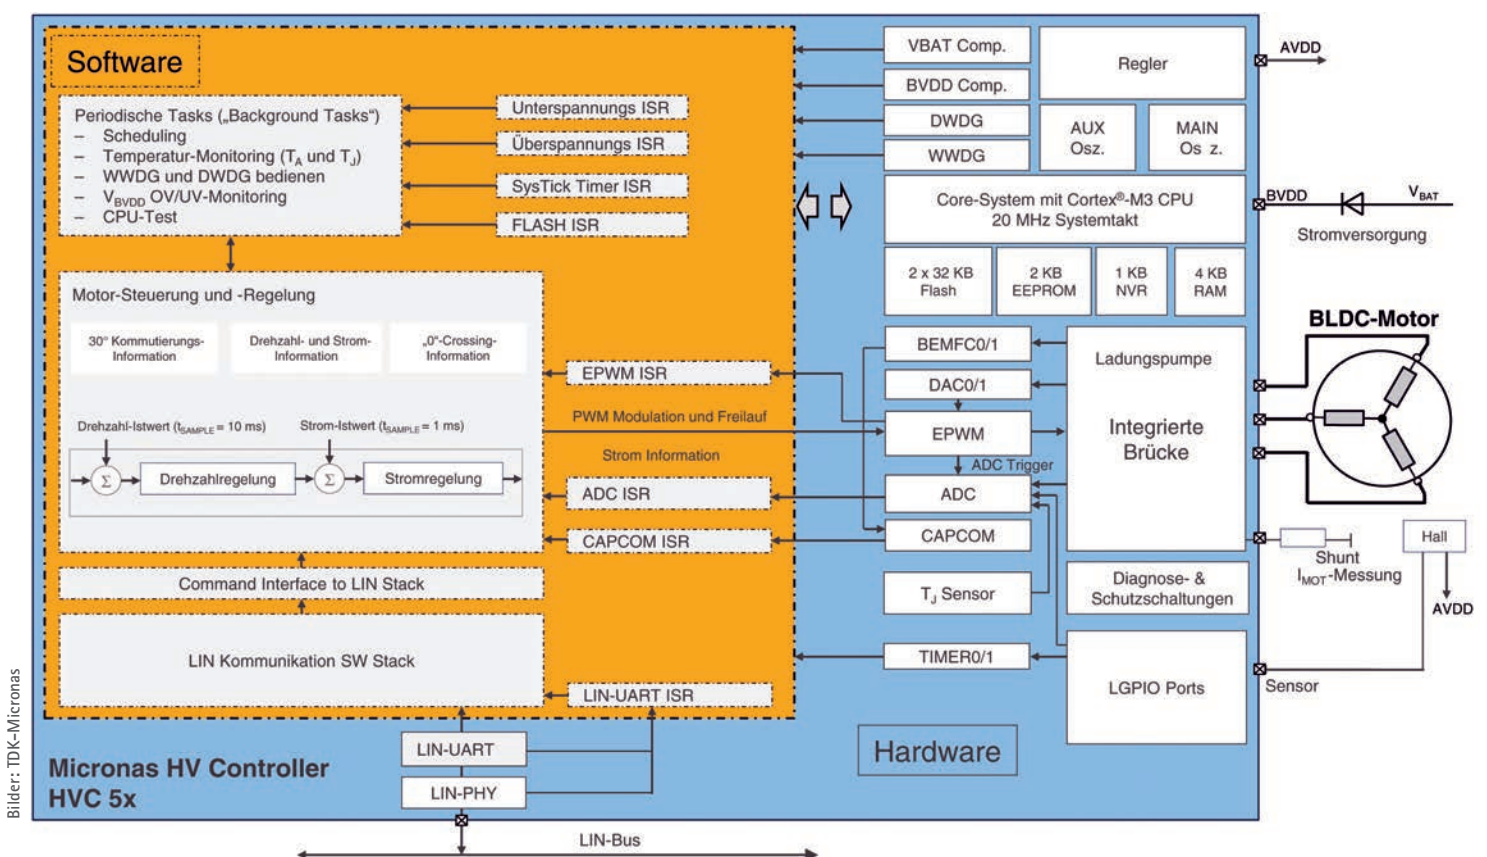 Software
Periodische Tasks („Background Tasks“)
– Scheduling
– Temperatur-Monitoring (TA und TJ)
– WWDG und DWDG bedienen
– VBVDD OV/UV-Monitoring
– CPU-Test
Unterspannungs ISR
Überspannungs ISR
SysTick Timer ISR
FLASH ISR
Motor-Steuerung und -Regelung
30° Kommutierungs-
Information
Drehzahl- und Strom-
Information
„0“-Crossing-
Information
Drehzahl-Istwert (tSAMPLE = 10 ms)
Strom-Istwert (tSAMPLE = 1 ms)
Σ
Drehzahlregelung
Σ
Stromregelung
EPWM ISR
PWM Modulation und Freilauf
Strom Information
ADC ISR
CAPCOM ISR
Command Interface to LIN Stack
LIN Kommunikation SW Stack
LIN-UART ISR
LIN-UART
LIN-PHY
Micronas HV Controller
HVC 5x
LIN-Bus
VBAT Comp.
BVDD Comp.
DWDG
WWDG
Regler
AUX
Osz.
MAIN
Os z.
Core-System mit Cortex®-M3 CPU
20 MHz Systemtakt
2 x 32 KB
Flash
2 KB
EEPROM
1 KB
NVR
4 KB
RAM
BEMFC0/1
DAC0/1
EPWM
ADC Trigger
ADC
CAPCOM
TJ Sensor
TIMER0/1
Ladungspumpe
Integrierte
Brücke
Diagnose- &
Schutzschaltungen
LGPIO Ports
Hardware
AVDD
BVDD
VBAT
Stromversorgung
BLDC-Motor
Shunt
IMOT-Messung
Hall
AVDD
Sensor
Bilder: TDK–Micronas